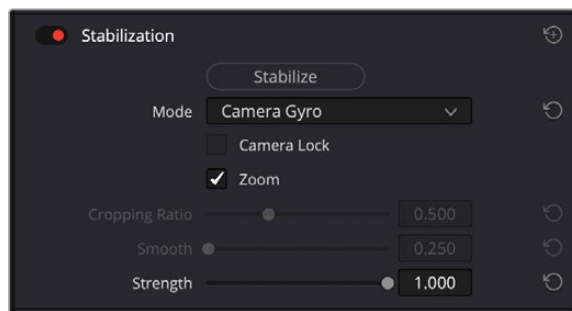 Stabilization
Stabilize
Mode Camera Gyro
Camera Lock
Zoom
Cropping Ratio 0.500
Smooth 0.250
Strength 1.000